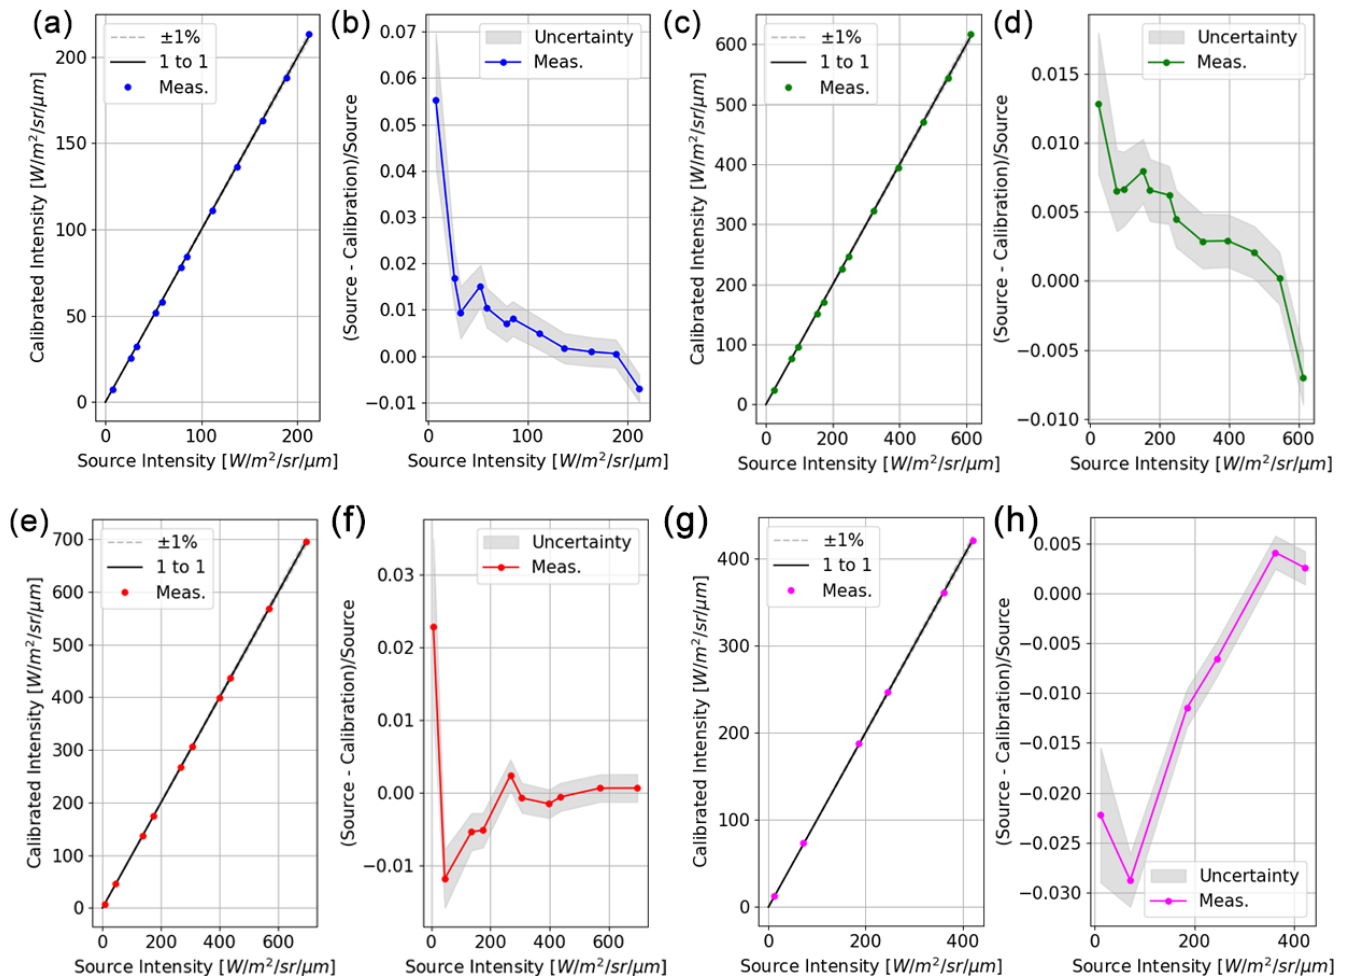 (a)
±1%
1 to 1
Meas.
200
150
100
50
0
0 100 200
Calibrated Intensity [W/m²/sr/μm]
Source Intensity [W/m²/sr/μm]
(b)
Uncertainty
Meas.
0.07
0.06
0.05
0.04
0.03
0.02
0.01
0.00
−0.01
0 100 200
(Source - Calibration)/Source
Source Intensity [W/m²/sr/μm]
(c)
±1%
1 to 1
Meas.
600
500
400
300
200
100
0
0 200 400 600
Calibrated Intensity [W/m²/sr/μm]
Source Intensity [W/m²/sr/μm]
(d)
Uncertainty
Meas.
0.015
0.010
0.005
0.000
−0.005
−0.010
0 200 400 600
(Source - Calibration)/Source
Source Intensity [W/m²/sr/μm]
(e)
±1%
1 to 1
Meas.
700
600
500
400
300
200
100
0
0 200 400 600
Calibrated Intensity [W/m²/sr/μm]
Source Intensity [W/m²/sr/μm]
(f)
Uncertainty
Meas.
0.03
0.02
0.01
0.00
−0.01
0 200 400 600
(Source - Calibration)/Source
Source Intensity [W/m²/sr/μm]
(g)
±1%
1 to 1
Meas.
400
300
200
100
0
0 200 400
Calibrated Intensity [W/m²/sr/μm]
Source Intensity [W/m²/sr/μm]
(h)
0.005
0.000
−0.005
−0.010
−0.015
−0.020
−0.025
−0.030
Uncertainty
Meas.
0 200 400
(Source - Calibration)/Source
Source Intensity [W/m²/sr/μm]